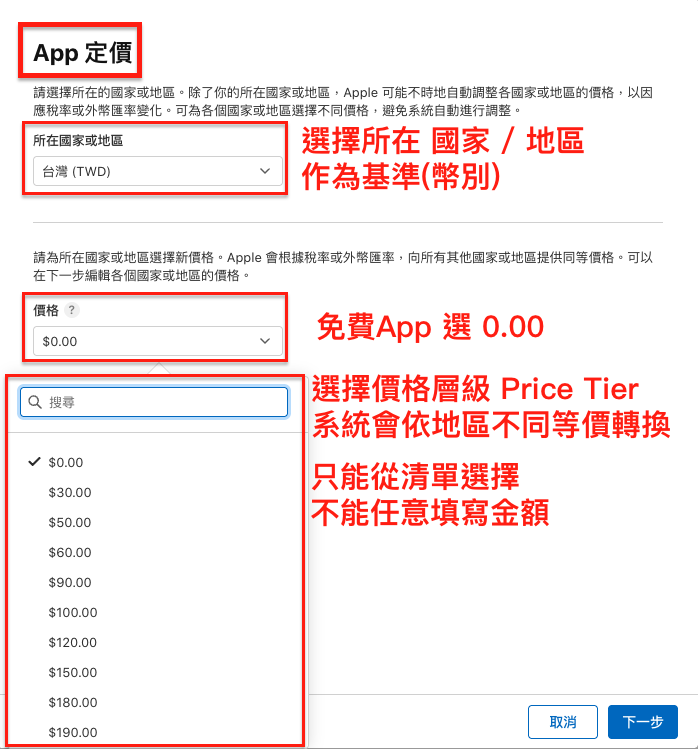 App 定價
請選擇所在的國家或地區。除了你的所在國家或地區，Apple 可能不時地自動調整各國家或地區的價格，以因
應稅率或外幣匯率變化。可為各個國家或地區選擇不同價格，避免系統自動進行調整。
所在國家或地區
台灣 (TWD)
選擇所在 國家 / 地區
作為基準(幣別)
請為所在國家或地區選擇新價格。Apple 會根據稅率或外幣匯率，向所有其他國家或地區提供同等價格。可以
在下一步編輯各個國家或地區的價格。
價格 ?
$0.00
免費App 選 0.00
搜尋
選擇價格層級 Price Tier
系統會依地區不同等價轉換
只能從清單選擇
不能任意填寫金額
$0.00
$30.00
$50.00
$60.00
$90.00
$100.00
$120.00
$150.00
$180.00
$190.00
取消
下一步